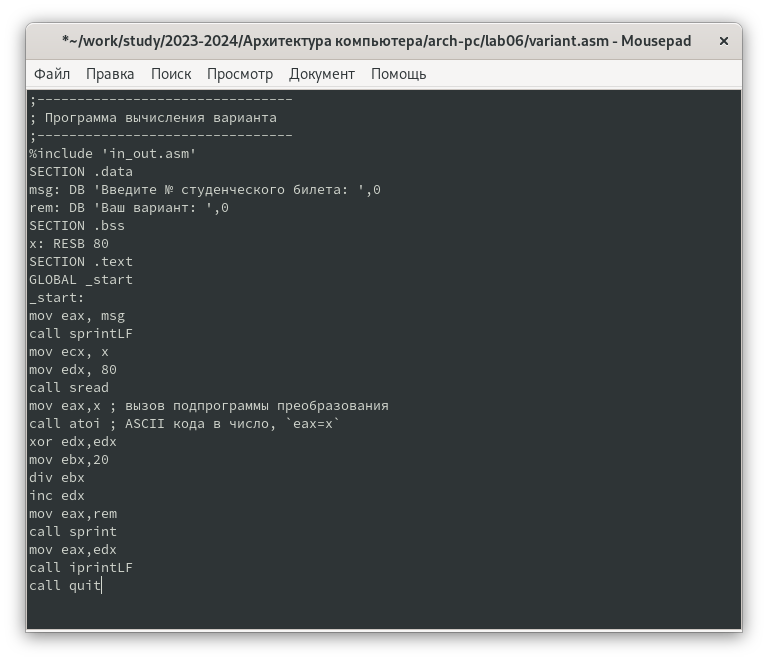 *~/work/study/2023-2024/Архитектура компьютера/arch-pc/lab06/variant.asm - Mousepad ×
Файл Правка Поиск Просмотр Документ Помощь
;--------------------------------
; Программа вычисления варианта
;--------------------------------
%include 'in_out.asm'
SECTION .data
msg: DB 'Введите № студенческого билета: ',0
rem: DB 'Ваш вариант: ',0
SECTION .bss
x: RESB 80
SECTION .text
GLOBAL _start
_start:
mov eax, msg
call sprintLF
mov ecx, x
mov edx, 80
call sread
mov eax,x ; вызов подпрограммы преобразования
call atoi ; ASCII кода в число, `eax=x`
xor edx,edx
mov ebx,20
div ebx
inc edx
mov eax,rem
call sprint
mov eax,edx
call iprintLF
call quit